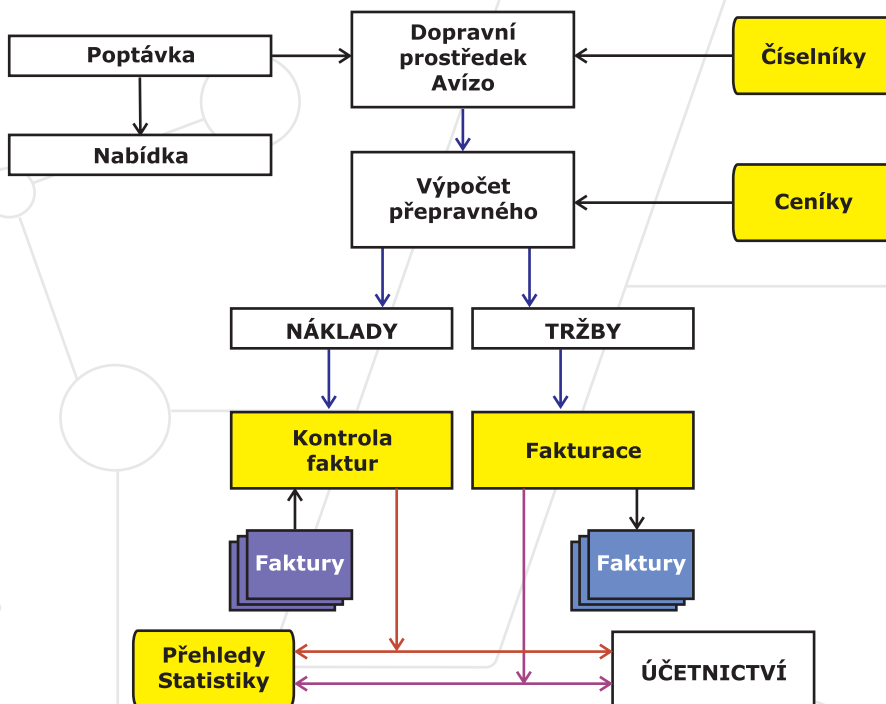 Poptávka
Dopravní
prostředek
Avízo
Číselníky
Nabídka
Výpočet
přepravného
Ceníky
NÁKLADY
TRŽBY
Kontrola
faktur
Fakturace
Faktury
Faktury
Přehledy
Statistiky
ÚČETNICTVÍ